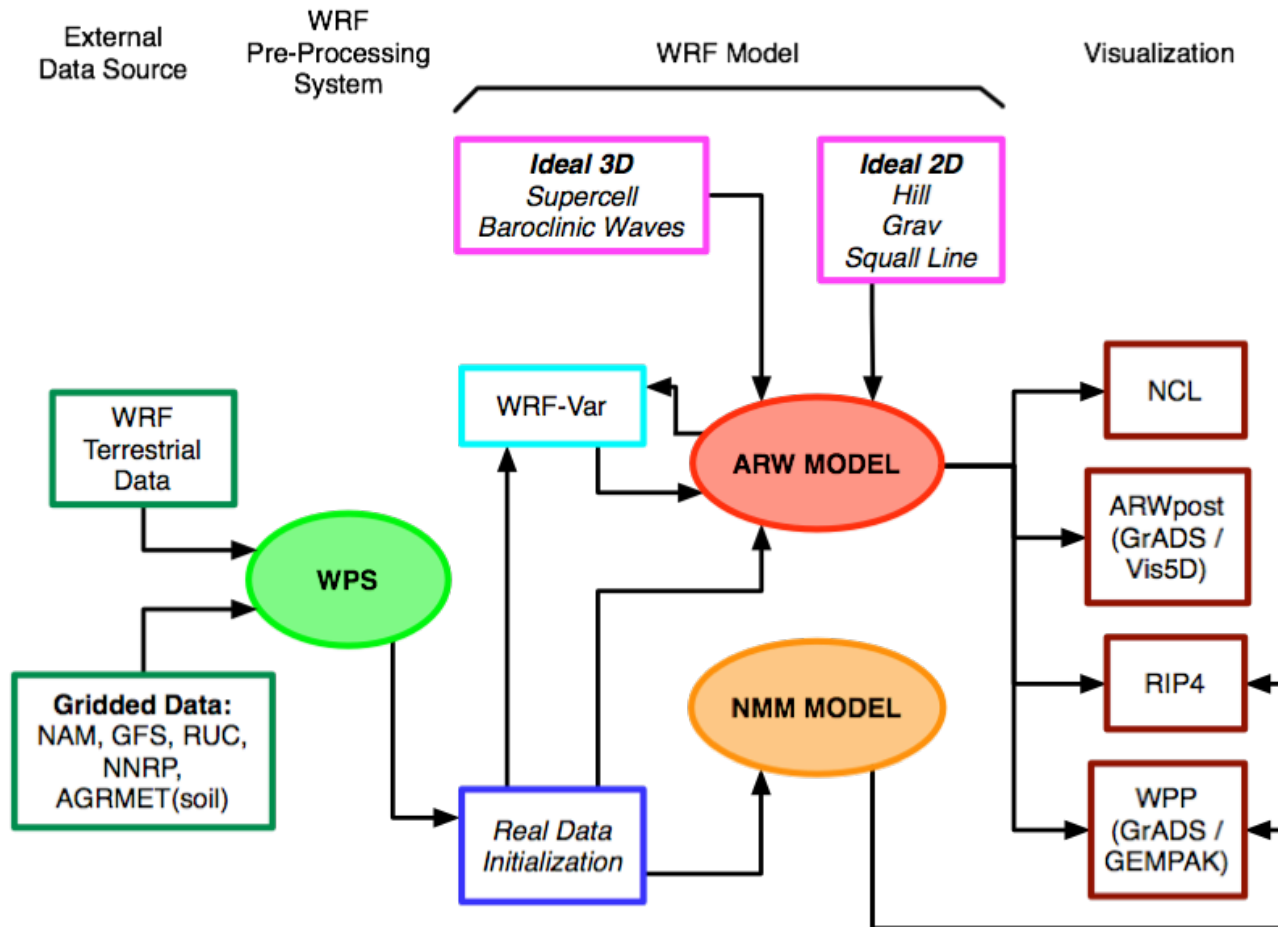 External
Data Source
WRF
Pre-Processing
System
WRF Model
Visualization
Ideal 3D
Supercell
Baroclinic Waves
Ideal 2D
Hill
Grav
Squall Line
WRF
Terrestrial
Data
WRF-Var
ARW MODEL
NCL
ARWpost
(GrADS /
Vis5D)
WPS
Gridded Data:
NAM, GFS, RUC,
NNRP,
AGRMET(soil)
NMM MODEL
RIP4
Real Data
Initialization
WPP
(GrADS /
GEMPAK)